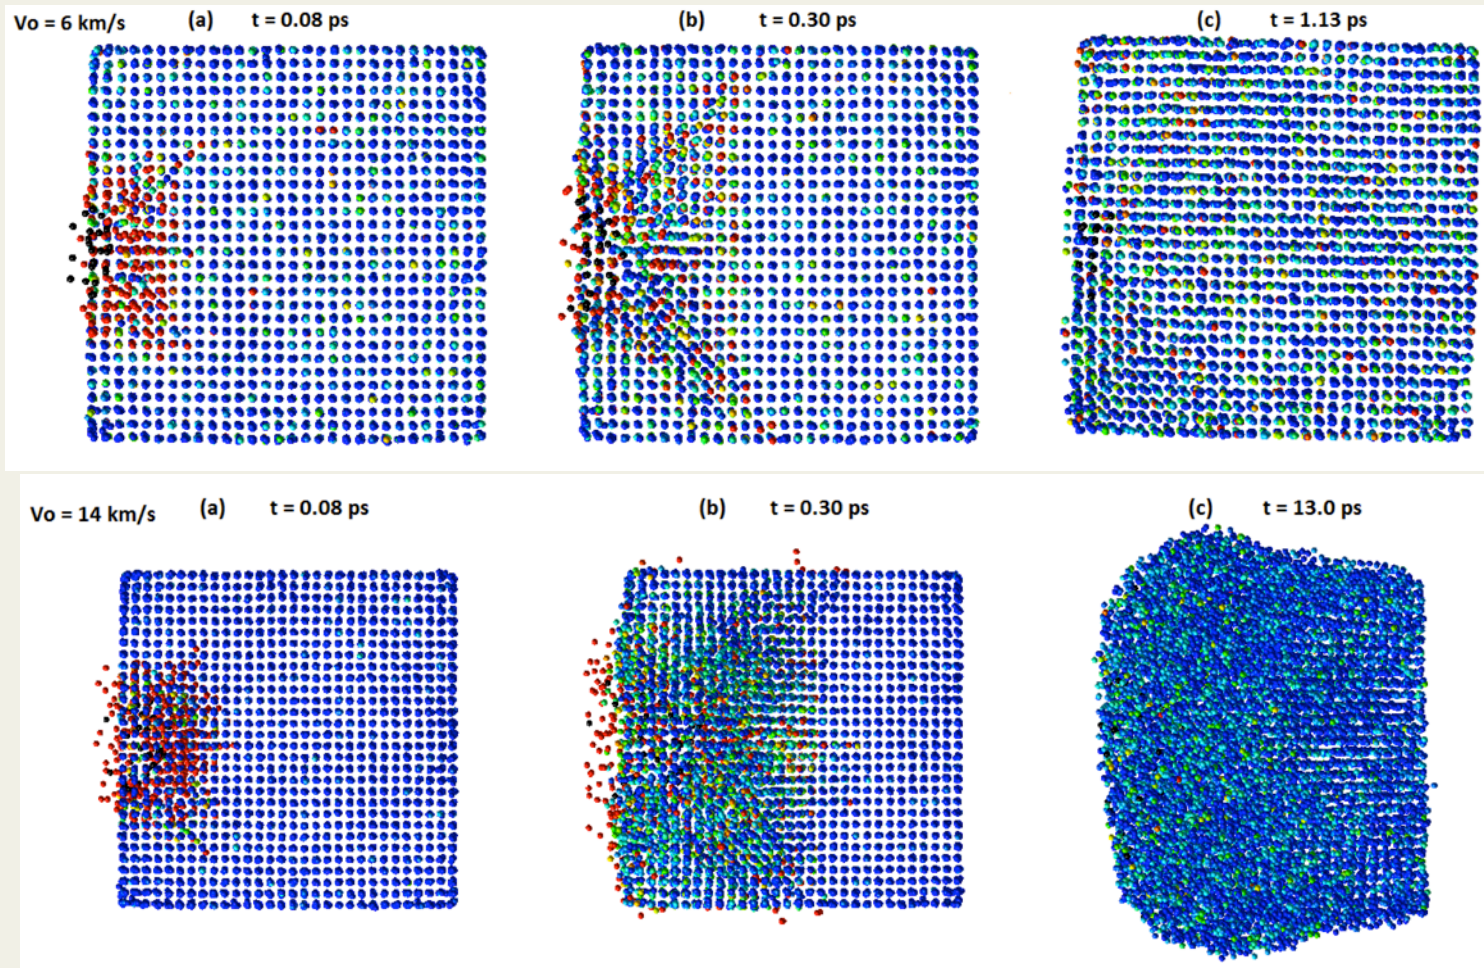 Vo = 6 km/s (a) t = 0.08 ps (b) t = 0.30 ps (c) t = 1.13 ps
Vo = 14 km/s (a) t = 0.08 ps (b) t = 0.30 ps (c) t = 13.0 ps